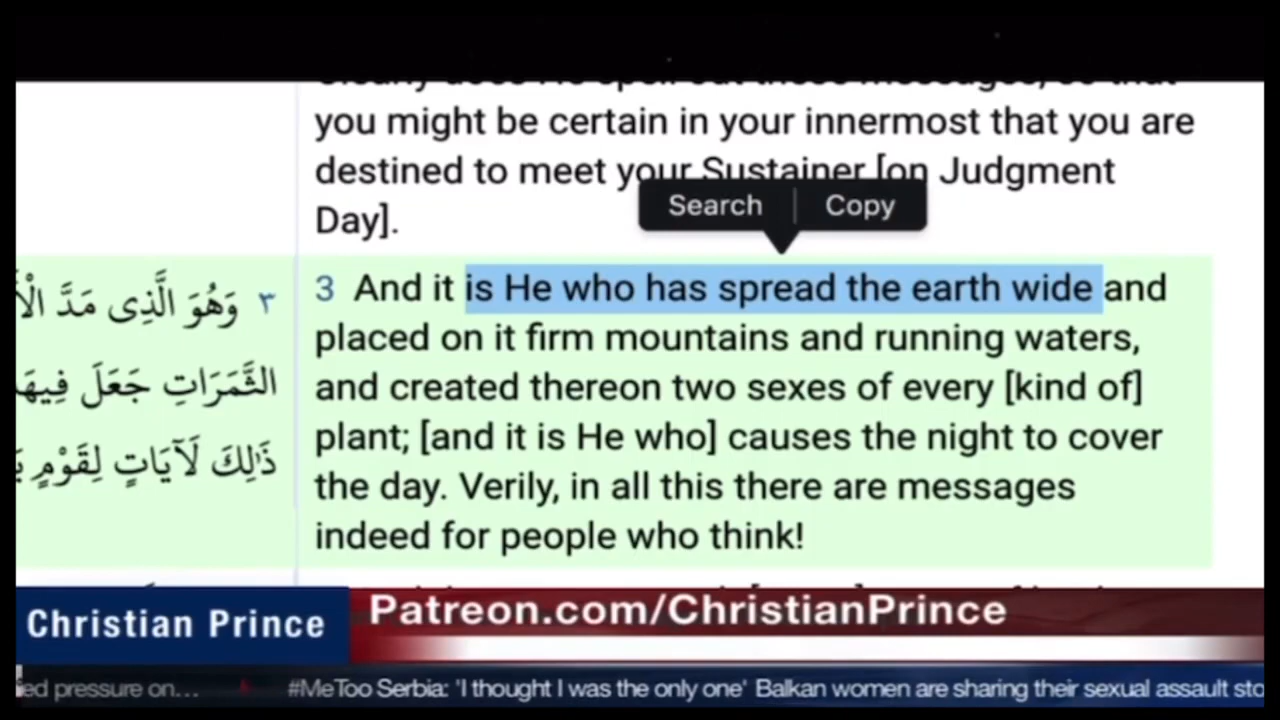 you might be certain in your innermost that you are
destined to meet your Sustainer [on Judgment
Day].
Search Copy
3 And it is He who has spread the earth wide and
placed on it firm mountains and running waters,
and created thereon two sexes of every [kind of]
plant; [and it is He who] causes the night to cover
the day. Verily, in all this there are messages
indeed for people who think!
٣ وَهُوَ الَّذِى مَدَّ
الثَّمَرَاتِ جَعَلَ فِيهَا
ذَٰلِكَ لَآيَاتٍ لِقَوْمٍ
Christian Prince
Patreon.com/ChristianPrince
pressure on... #MeToo Serbia: 'I thought I was the only one' Balkan women are sharing their sexual assault sto